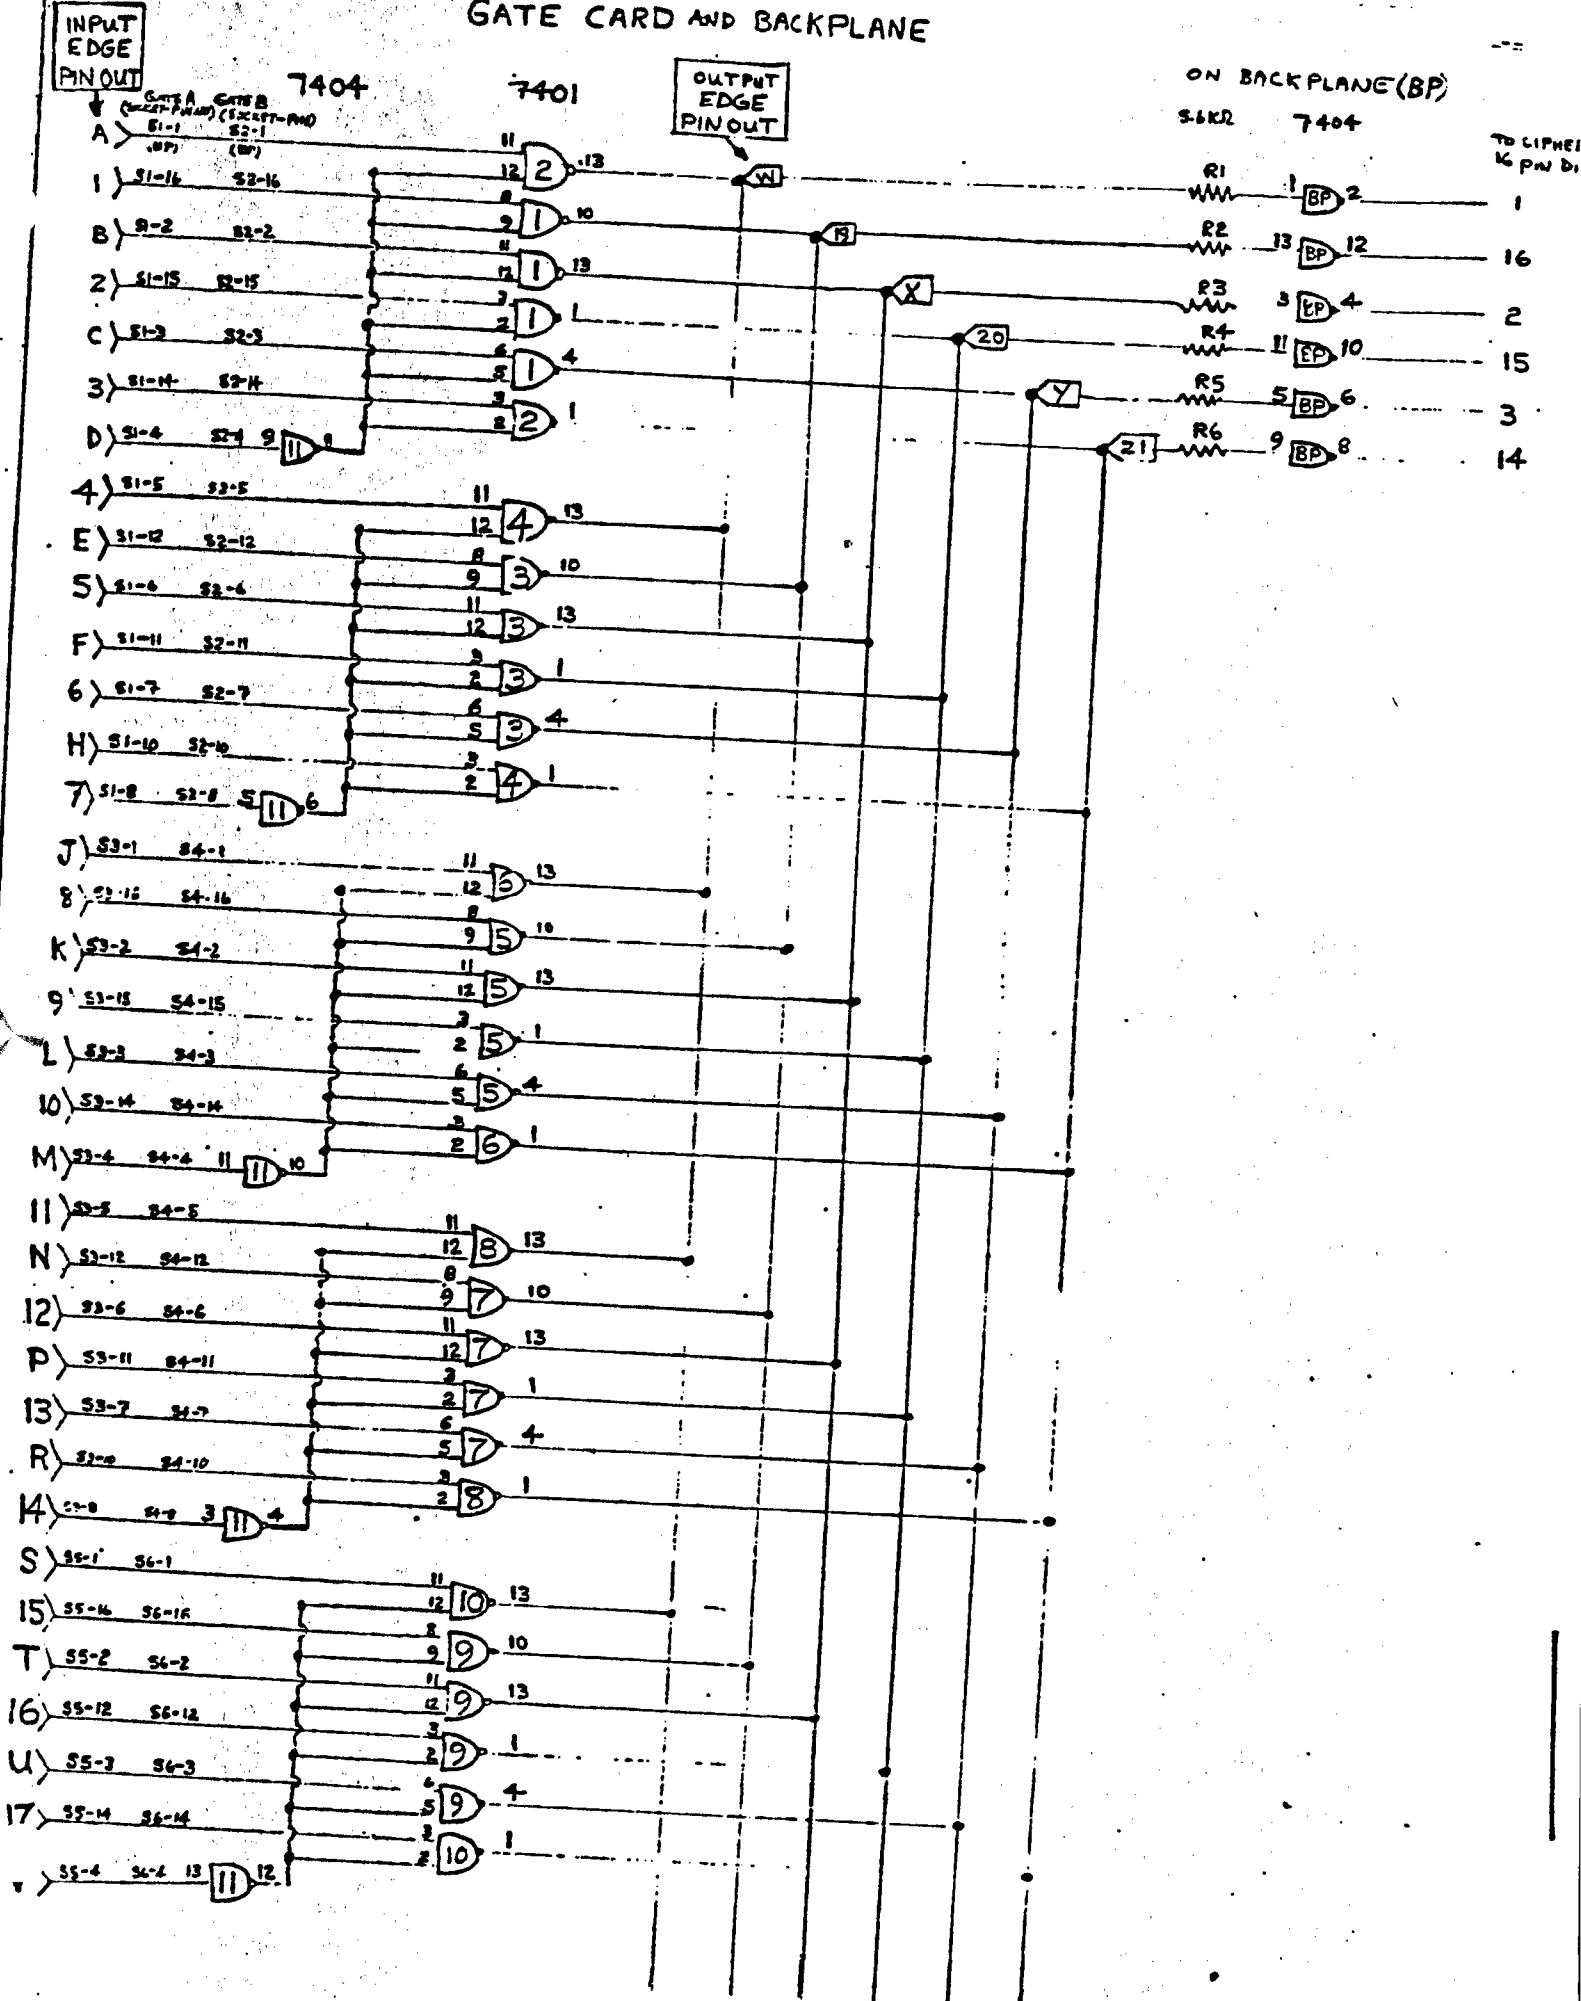 GATE CARD AND BACKPLANE
INPUT
EDGE
PINOUT
7404
7401
OUTPUT
EDGE
PINOUT
ON BACKPLANE (BP)
5.6KΩ 7404
TO
16 PIN
GATE A GATE B
A S1-1 S2-1 11 12 2 13 W R1 1 BP 2 1
(BP)
1 S1-16 S2-16 8 9 1 10 19 R2 13 BP 12 16
B S1-2 S2-2 11 12 1 13 X R3 3 BP 4 2
2 S1-15 S2-15 3 2 1 1 20 R4 11 BP 10 15
C S1-3 S2-3 6 5 1 4 Y R5 5 BP 6 3
3 S1-14 S2-14 3 2 2 1 21 R6 9 BP 8 14
D S1-4 S2-4 9 11 8
4 S1-5 S2-5 11 12 4 13
E S1-12 S2-12 8 9 3 10
5 S1-6 S2-6 11 12 3 13
F S1-11 S2-11 3 2 3 1
6 S1-7 S2-7 6 5 3 4
H S1-10 S2-10 3 2 4 1
7 S1-8 S2-8 5 11 6
J S3-1 S4-1 11 12 6 13
8 S3-16 S4-16 8 9 5 10
K S3-2 S4-2 11 12 5 13
9 S3-15 S4-15 3 2 5 1
L S3-3 S4-3 6 5 5 4
10 S3-14 S4-14 3 2 6 1
M S3-4 S4-4 11 11 10
11 S3-5 S4-5 11 12 8 13
N S3-12 S4-12 8 9 7 10
12 S3-6 S4-6 11 12 7 13
P S3-11 S4-11 3 2 7 1
13 S3-7 S4-7 6 5 7 4
R S3-10 S4-10 3 2 8 1
14 S3-8 S4-8 3 11 4
S S5-1 S6-1 11 12 10 13
15 S5-16 S6-16 8 9 9 10
T S5-2 S6-2 11 12 9 13
16 S5-12 S6-12 3 2 9 1
U S5-3 S6-3 6 5 9 4
17 S5-14 S6-14 3 2 10 1
S5-4 S6-4 13 11 12